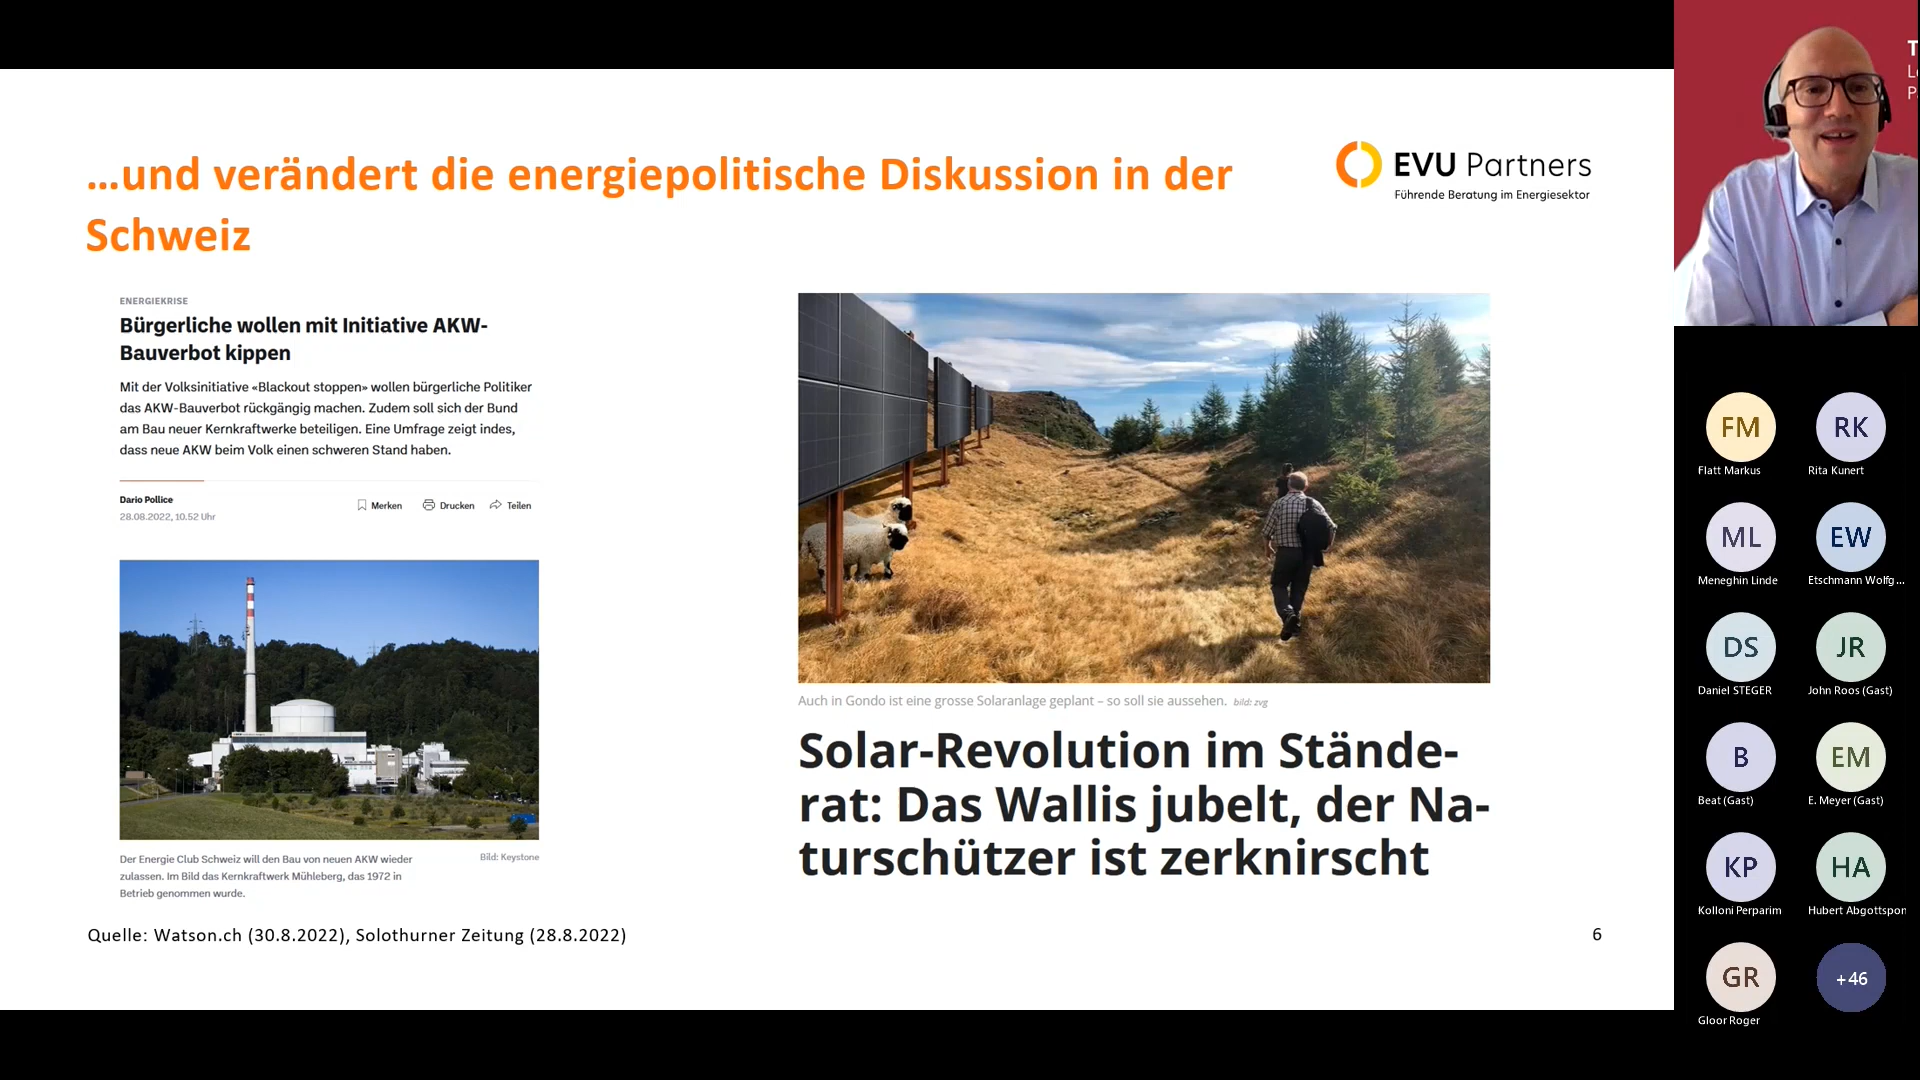 …und verändert die energiepolitische Diskussion in der
Schweiz
EVU Partners
Führende Beratung im Energiesektor
ENERGIEKRISE
Bürgerliche wollen mit Initiative AKW-
Bauverbot kippen
Mit der Volksinitiative «Blackout stoppen» wollen bürgerliche Politiker
das AKW-Bauverbot rückgängig machen. Zudem soll sich der Bund
am Bau neuer Kernkraftwerke beteiligen. Eine Umfrage zeigt indes,
dass neue AKW beim Volk einen schweren Stand haben.
Dario Pollice
28.08.2022, 10.52 Uhr
Merken Drucken Teilen
Der Energie Club Schweiz will den Bau von neuen AKW wieder
zulassen. Im Bild das Kernkraftwerk Mühleberg, das 1972 in
Betrieb genommen wurde.
Bild: Keystone
Auch in Gondo ist eine grosse Solaranlage geplant – so soll sie aussehen. bild: zvg
Solar-Revolution im Stände-
rat: Das Wallis jubelt, der Na-
turschützer ist zerknirscht
Quelle: Watson.ch (30.8.2022), Solothurner Zeitung (28.8.2022)
6
T
L
P
FM
Flatt Markus
RK
Rita Kunert
ML
Meneghin Linde
EW
Etschmann Wolfg...
DS
Daniel STEGER
JR
John Roos (Gast)
B
Beat (Gast)
EM
E. Meyer (Gast)
KP
Kolloni Perparim
HA
Hubert Abgottspon
GR
Gloor Roger
+46